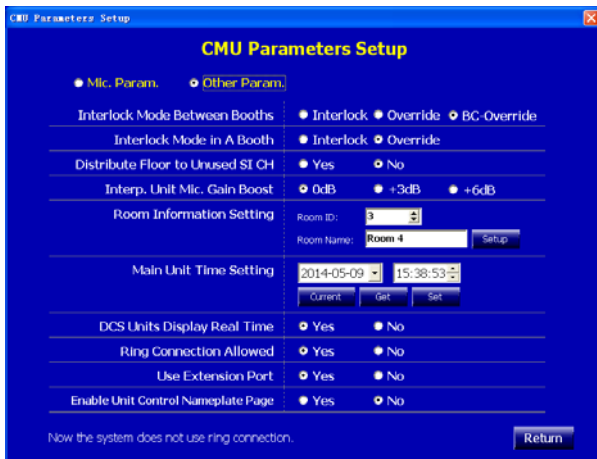 CMU Parameters Setup
CMU Parameters Setup
Mic. Param. Other Param.
Interlock Mode Between Booths Interlock Override BC-Override
Interlock Mode in A Booth Interlock Override
Distribute Floor to Unused SI CH Yes No
Interp. Unit Mic. Gain Boost 0dB +3dB +6dB
Room Information Setting Room ID: 3
Room Name: Room 4 Setup
Main Unit Time Setting 2014-05-09 15:38:53
Current Get Set
DCS Units Display Real Time Yes No
Ring Connection Allowed Yes No
Use Extension Port Yes No
Enable Unit Control Nameplate Page Yes No
Now the system does not use ring connection. Return